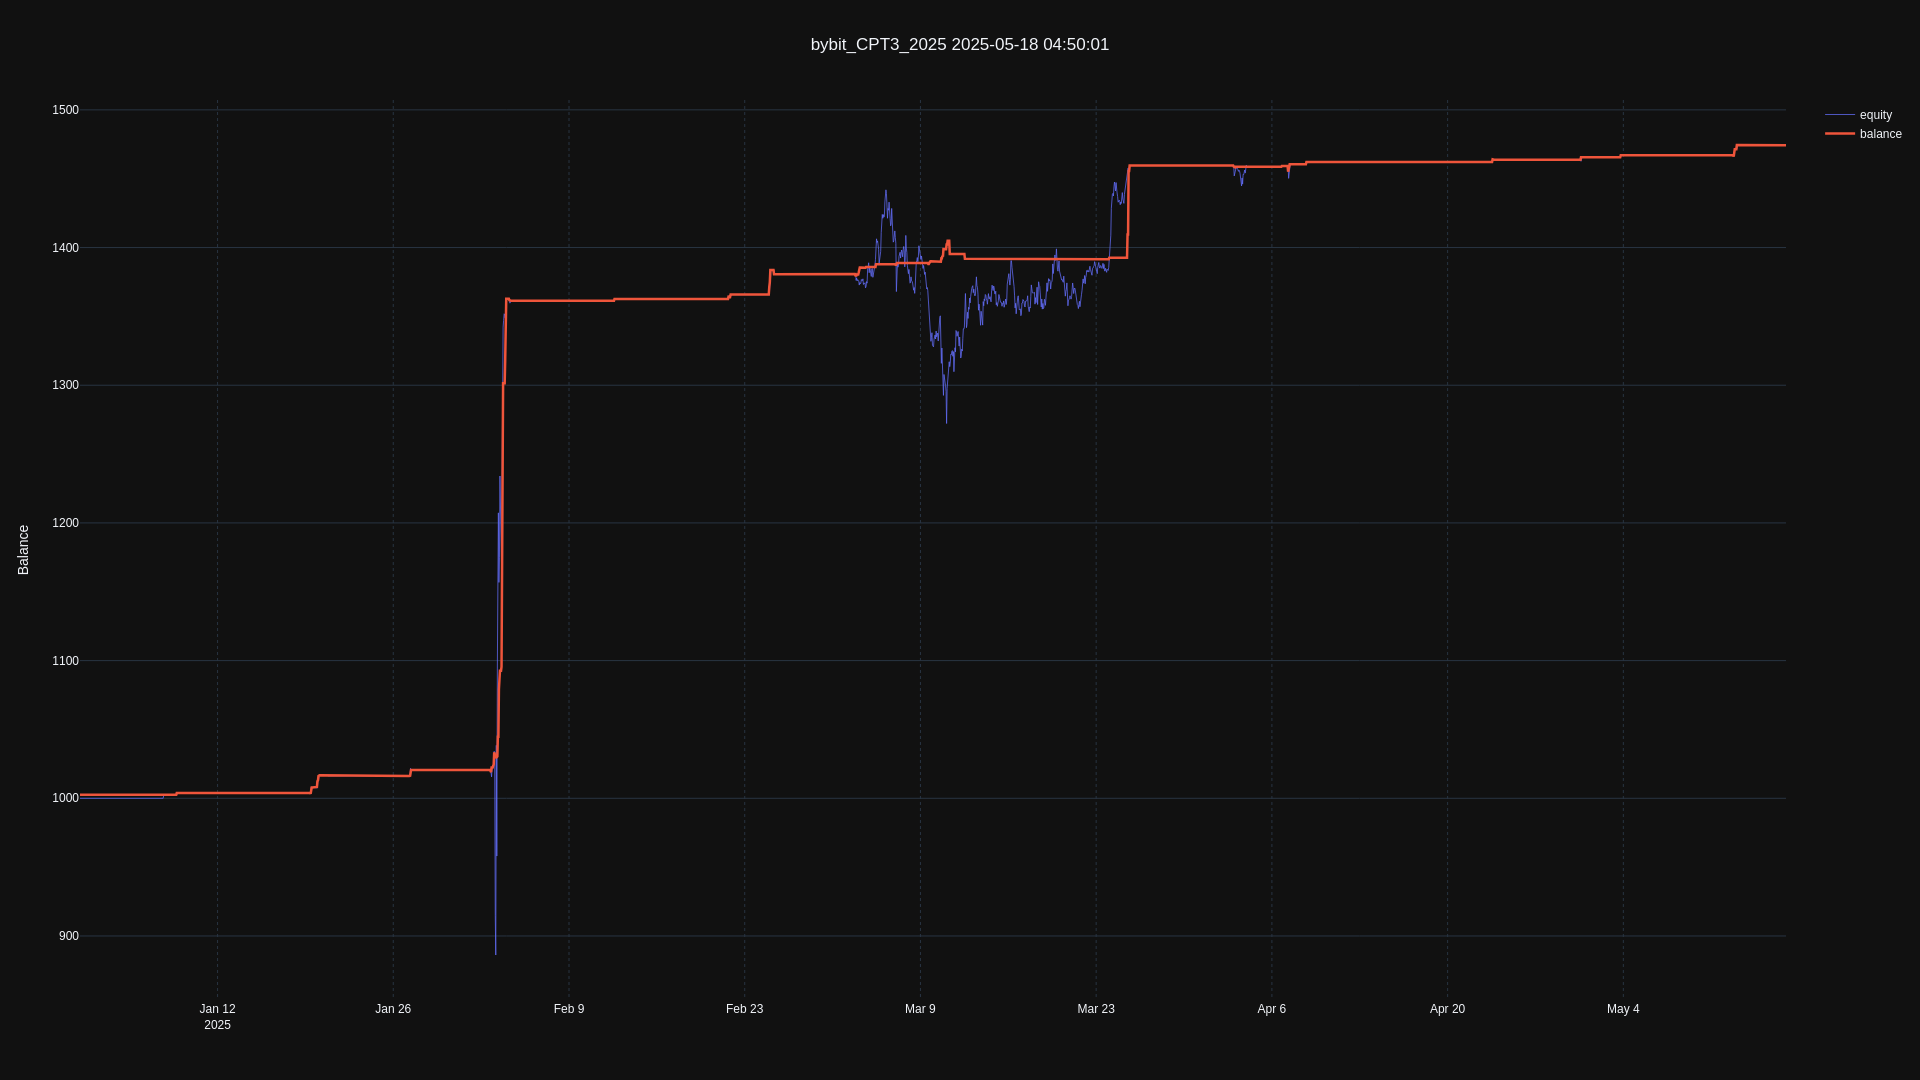 bybit_CPT3_2025 2025-05-18 04:50:01
equity
balance
1500
1400
1300
1200
1100
1000
900
Balance
Jan 12
2025
Jan 26
Feb 9
Feb 23
Mar 9
Mar 23
Apr 6
Apr 20
May 4